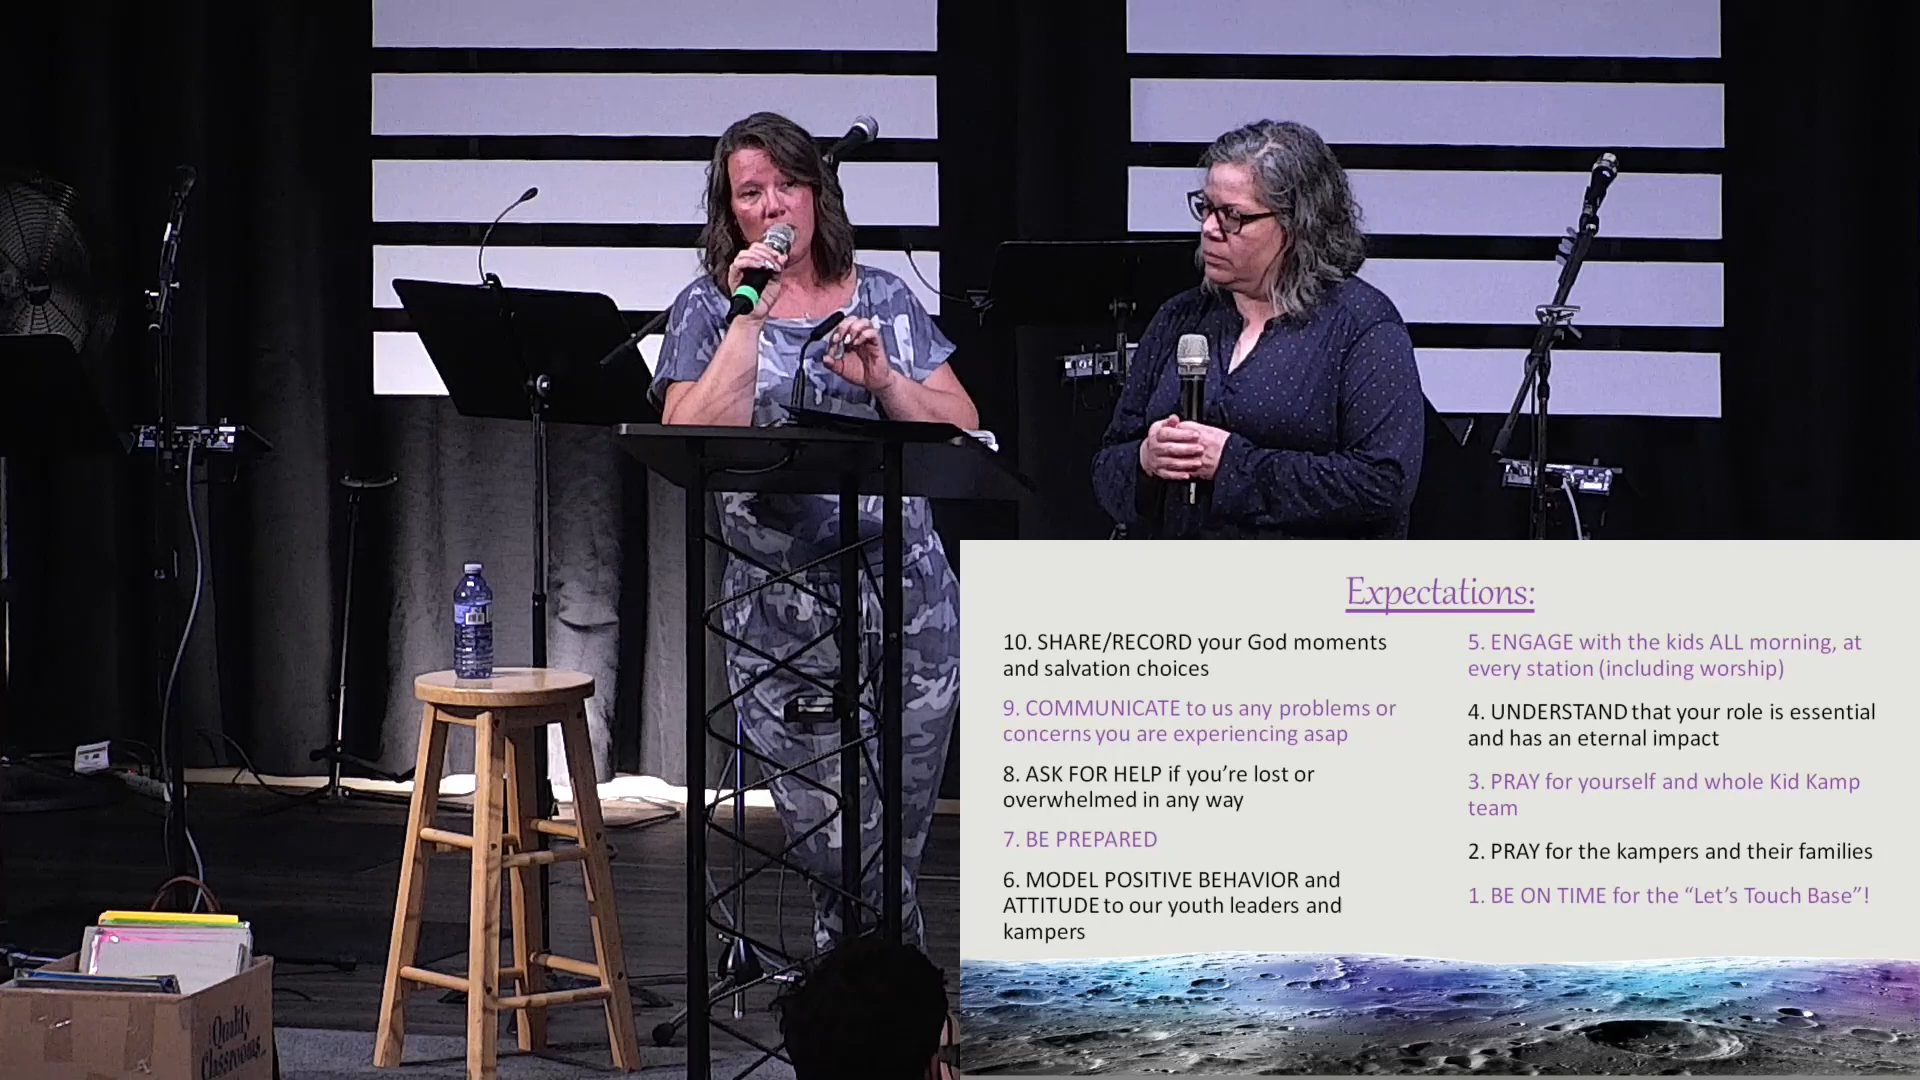 Expectations:
10. SHARE/RECORD your God moments
and salvation choices
9. COMMUNICATE to us any problems or
concerns you are experiencing asap
8. ASK FOR HELP if you're lost or
overwhelmed in any way
7. BE PREPARED
6. MODEL POSITIVE BEHAVIOR and
ATTITUDE to our youth leaders and
kampers
5. ENGAGE with the kids ALL morning, at
every station (including worship)
4. UNDERSTAND that your role is essential
and has an eternal impact
3. PRAY for yourself and whole Kid Kamp
team
2. PRAY for the kampers and their families
1. BE ON TIME for the “Let's Touch Base”!
Quality
Classrooms